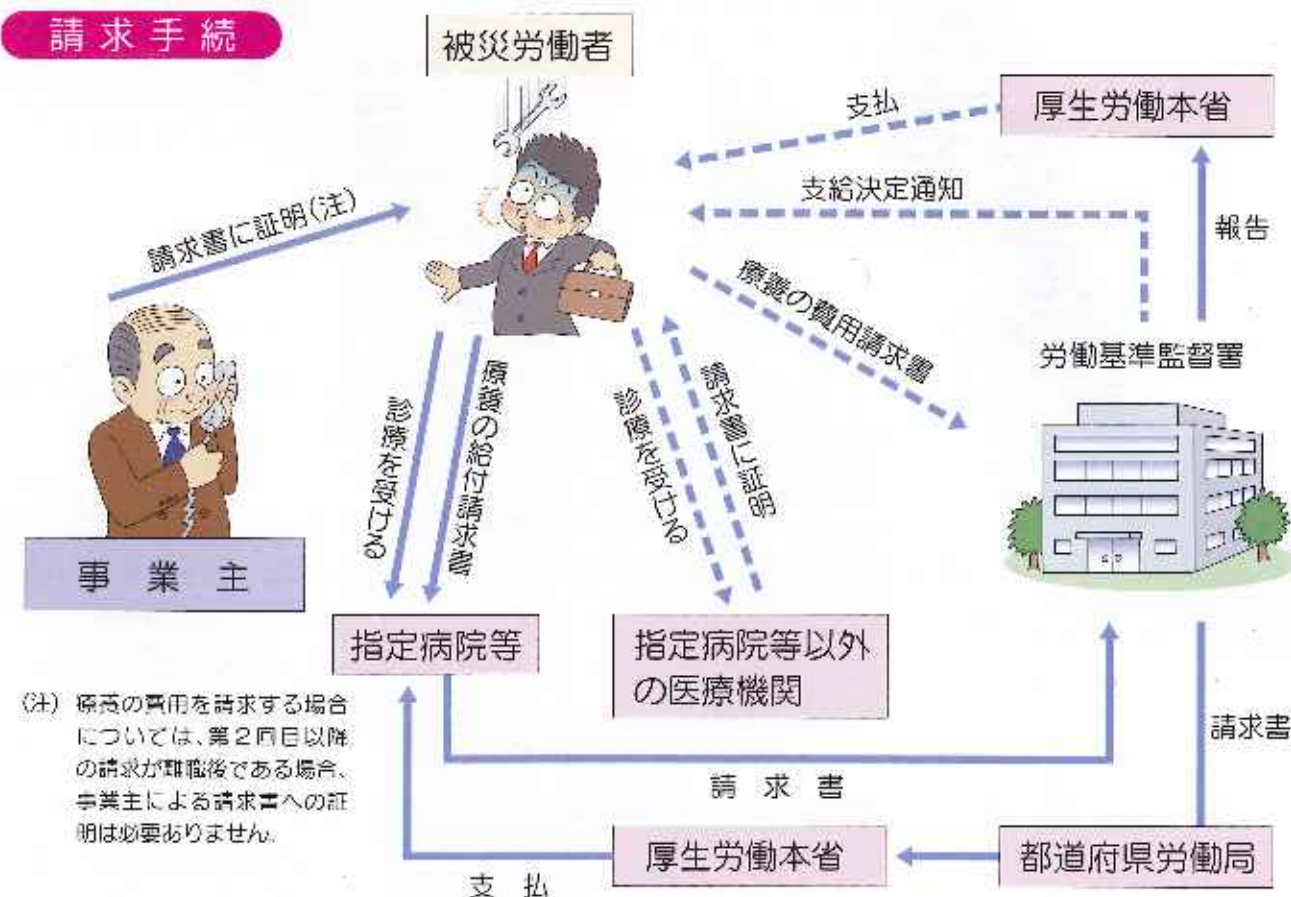 請求手続
被災労働者
支払
厚生労働本省
支給決定通知
報告
請求書に証明(注)
療養の費用請求書
労働基準監督署
診療を受ける
療養の給付請求書
診療を受ける
請求書に証明
事業主
指定病院等
指定病院等以外
の医療機関
(注) 療養の費用を請求する場合
については、第2回目以降
の請求が離職後である場合、
事業主による請求書への証
明は必要ありません。
請求書
請求書
厚生労働本省
都道府県労働局
支払